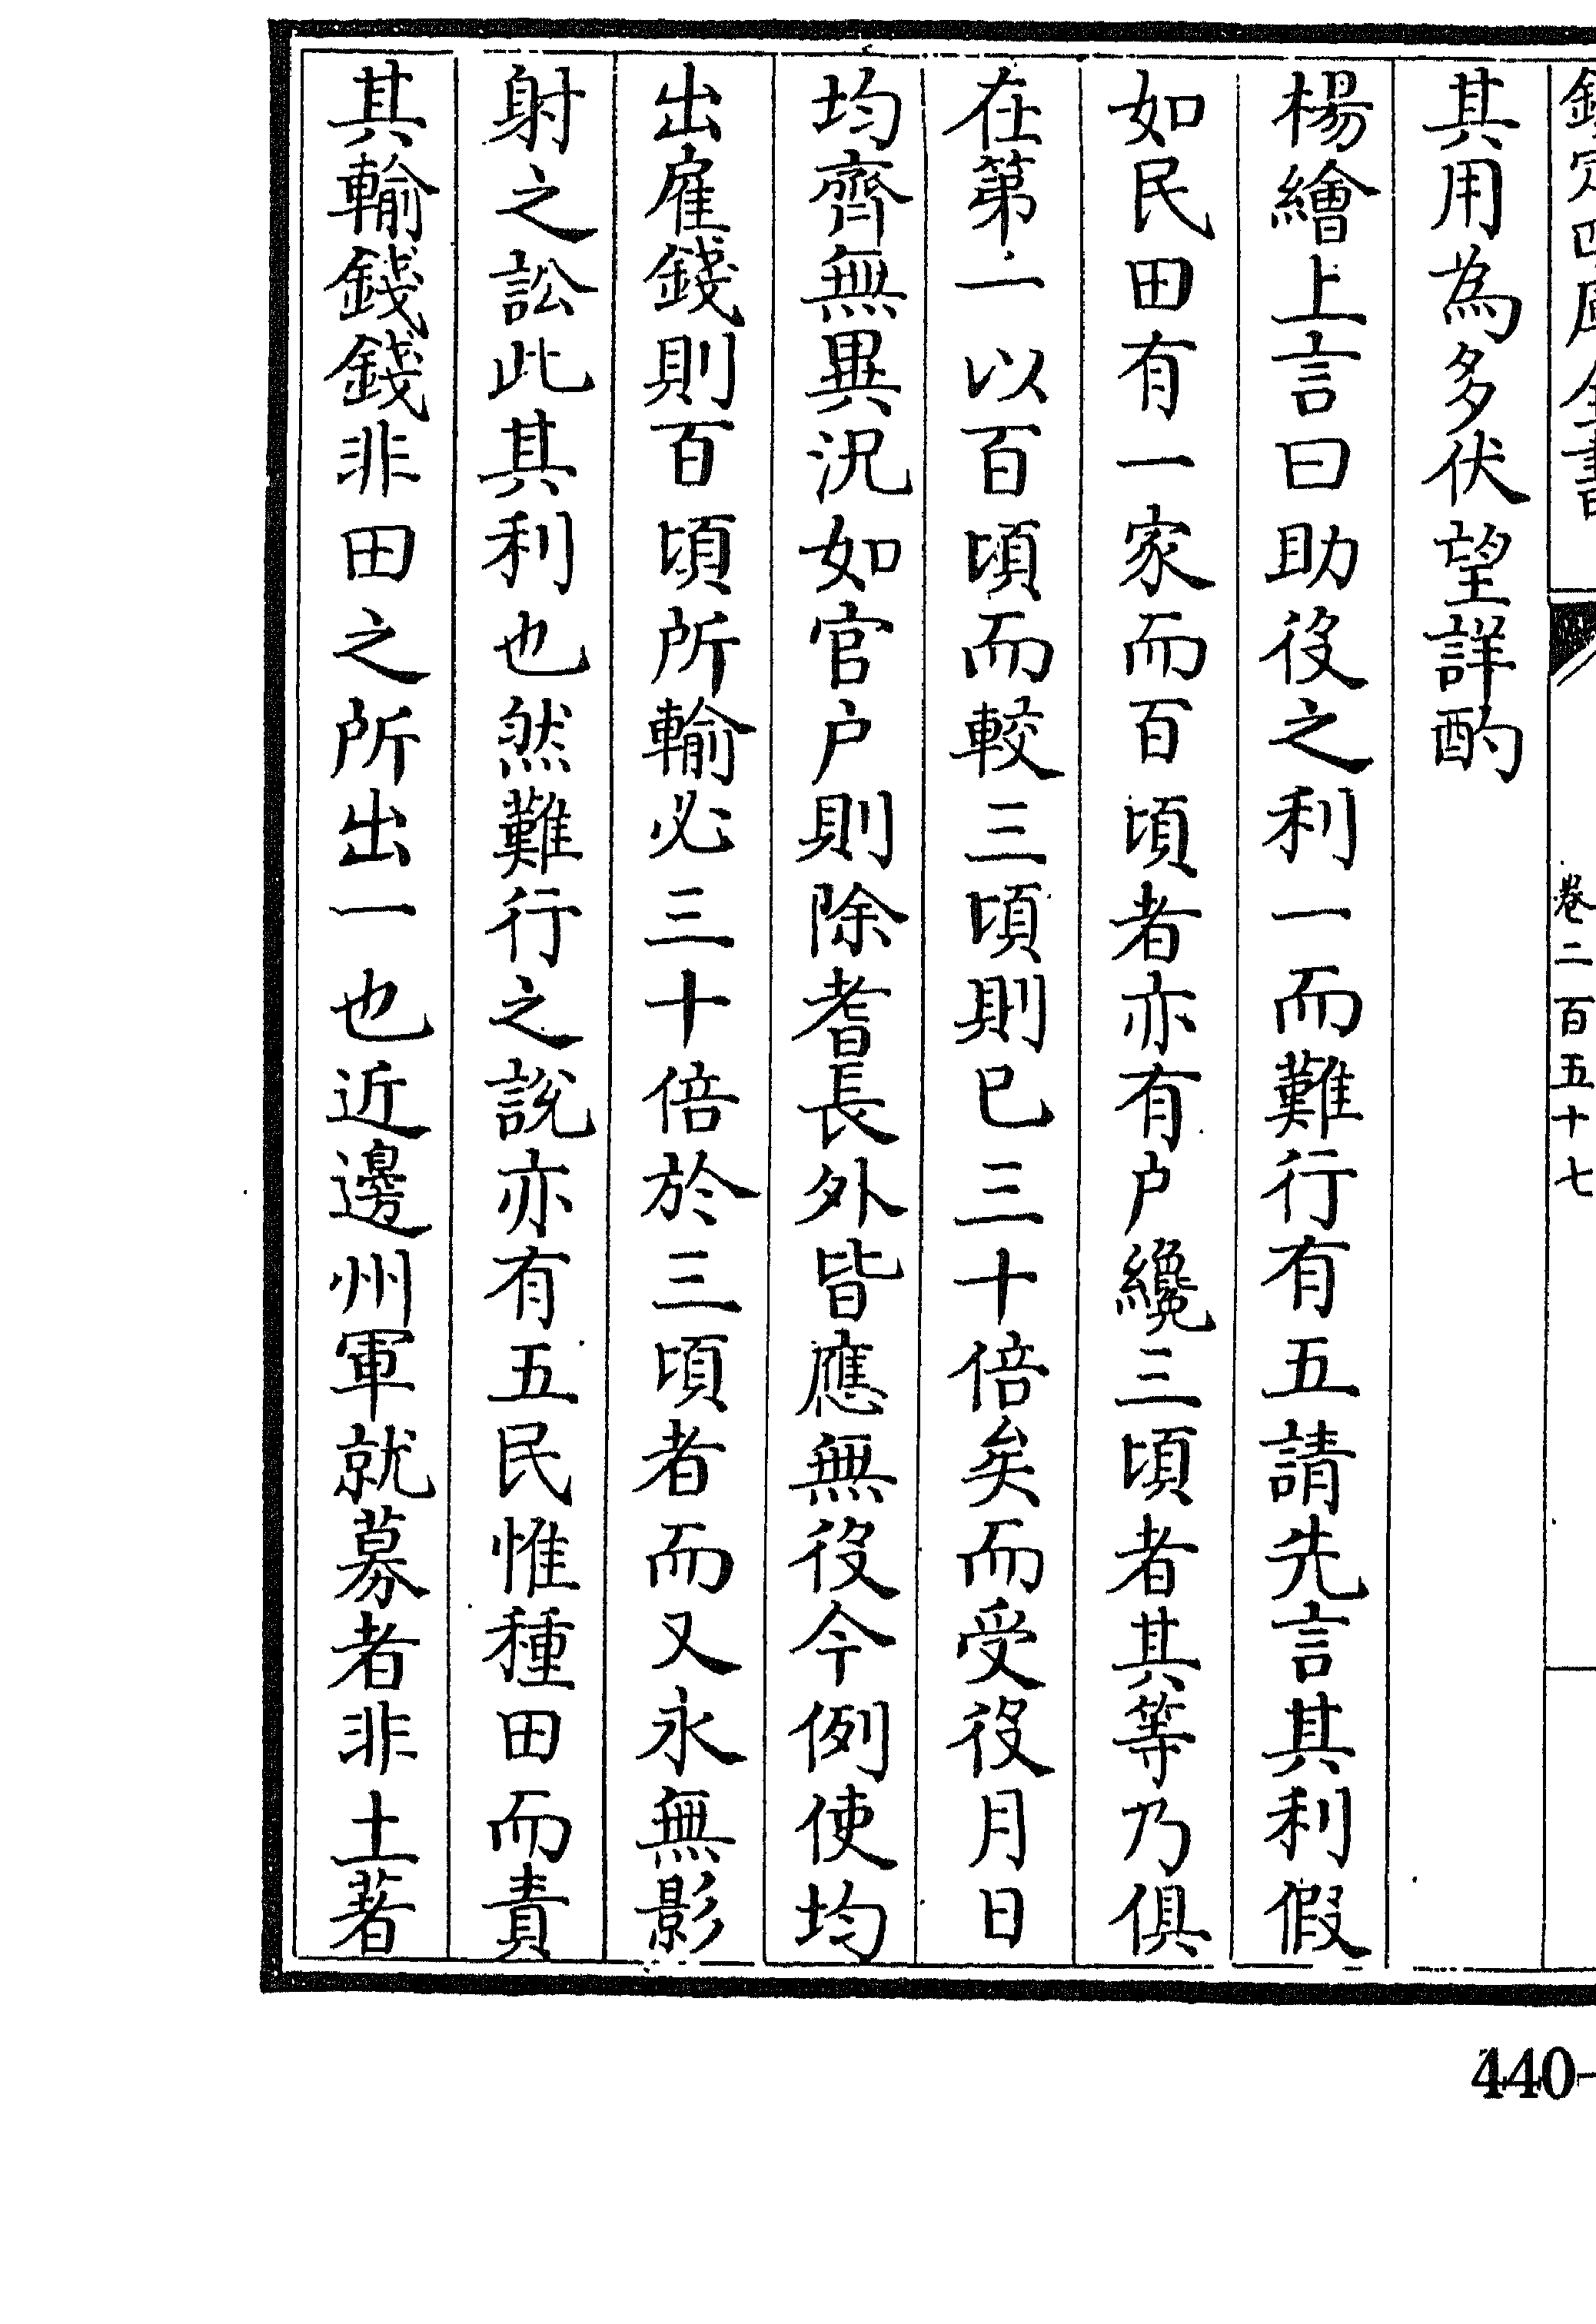 欽定四庫全書 卷二百五十七
其用為多伏望詳酌
楊繪上言曰助役之利一而難行有五請先言其利假
如民田有一家而百頃者亦有户纔三頃者其等乃俱
在第一以百頃而較三頃則已三十倍矣而受役月日
均齊無異況如官户則除耆長外皆應無役今例使均
出雇錢則百頃所輸必三十倍於三頃者而又永無影
射之訟此其利也然難行之說亦有五民惟種田而責
其輸錢錢非田之所出一也近邊州軍就募者非土著
440-